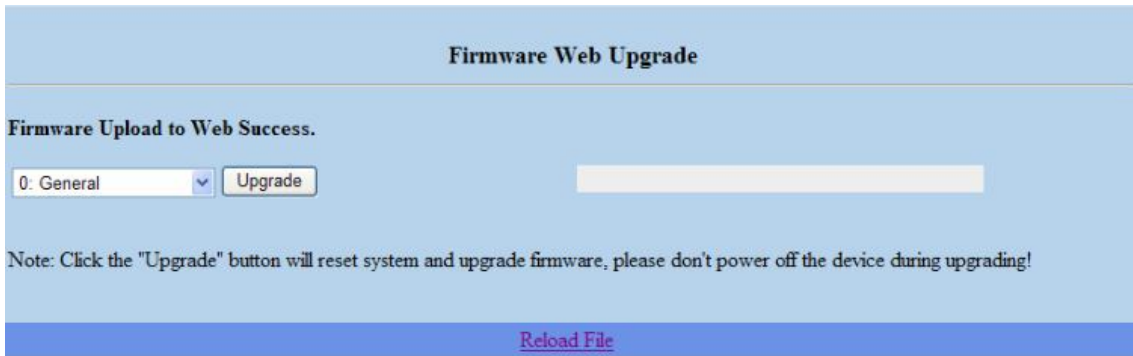 Firmware Web Upgrade
Firmware Upload to Web Success.
0: General Upgrade
Note: Click the "Upgrade" button will reset system and upgrade firmware, please don't power off the device during upgrading!
Reload File